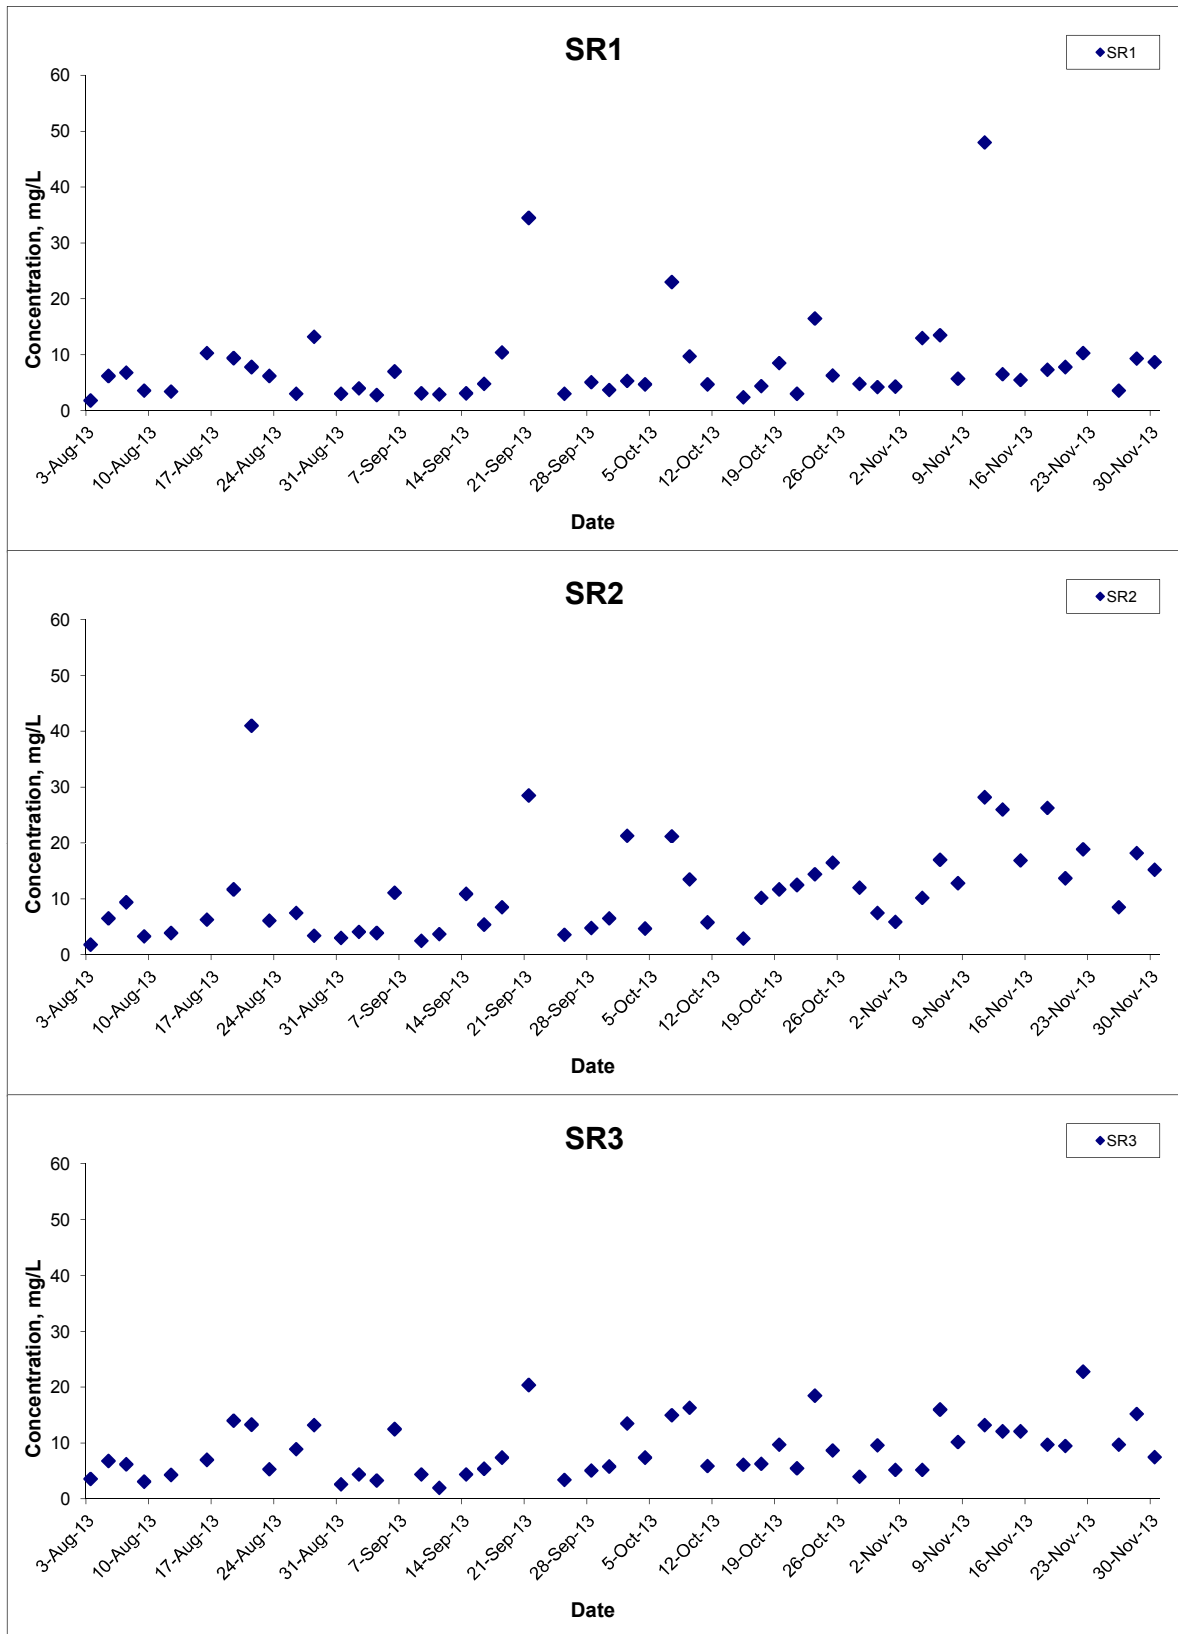 SR1
SR1
60
50
40
30
20
10
0
Concentration, mg/L
3-Aug-13
10-Aug-13
17-Aug-13
24-Aug-13
31-Aug-13
7-Sep-13
14-Sep-13
21-Sep-13
28-Sep-13
5-Oct-13
12-Oct-13
19-Oct-13
26-Oct-13
2-Nov-13
9-Nov-13
16-Nov-13
23-Nov-13
30-Nov-13
Date
SR2
SR2
60
50
40
30
20
10
0
Concentration, mg/L
3-Aug-13
10-Aug-13
17-Aug-13
24-Aug-13
31-Aug-13
7-Sep-13
14-Sep-13
21-Sep-13
28-Sep-13
5-Oct-13
12-Oct-13
19-Oct-13
26-Oct-13
2-Nov-13
9-Nov-13
16-Nov-13
23-Nov-13
30-Nov-13
Date
SR3
SR3
60
50
40
30
20
10
0
Concentration, mg/L
3-Aug-13
10-Aug-13
17-Aug-13
24-Aug-13
31-Aug-13
7-Sep-13
14-Sep-13
21-Sep-13
28-Sep-13
5-Oct-13
12-Oct-13
19-Oct-13
26-Oct-13
2-Nov-13
9-Nov-13
16-Nov-13
23-Nov-13
30-Nov-13
Date